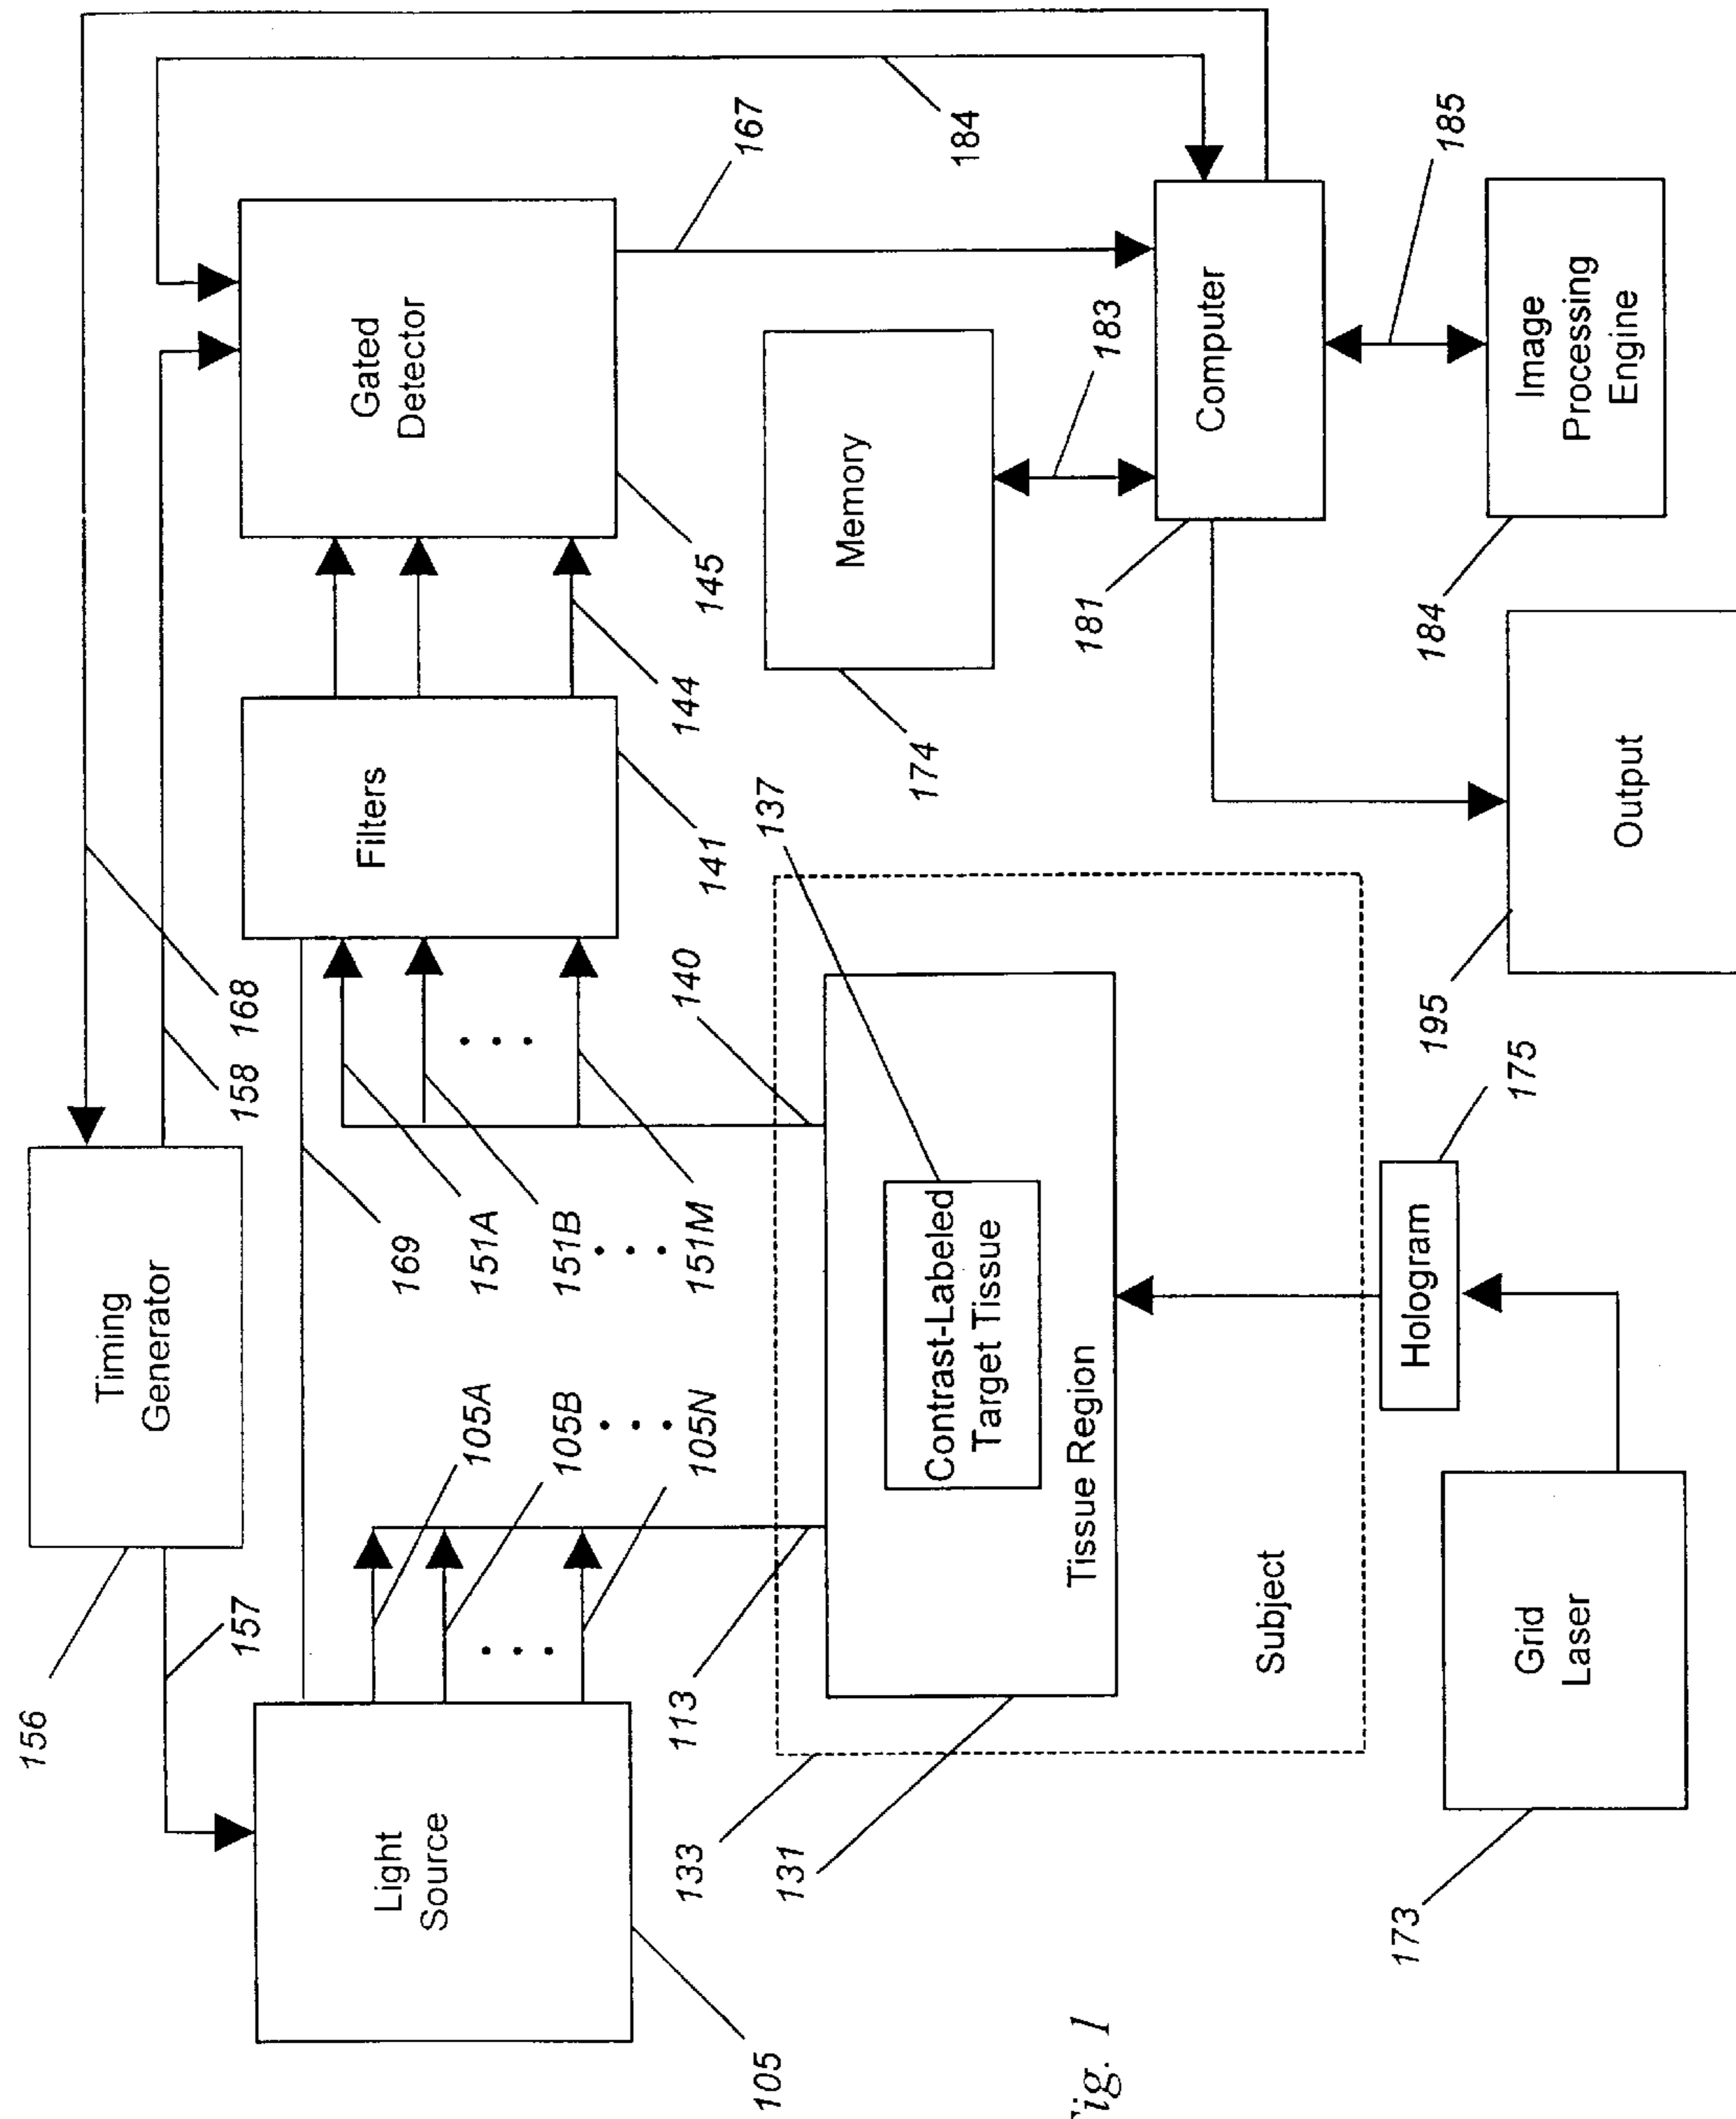 156
Timing
Generator
157
158
168
Light
Source
105A
105B
105N
169
151A
151B
151M
Filters
Gated
Detector
105
113
140
141
144
145
167
184
133
131
137
Contrast-Labeled
Target Tissue
Tissue Region
Subject
174
Memory
183
181
Computer
173
Grid
Laser
Hologram
175
195
Output
184
Image
Processing
Engine
185
Fig. 1